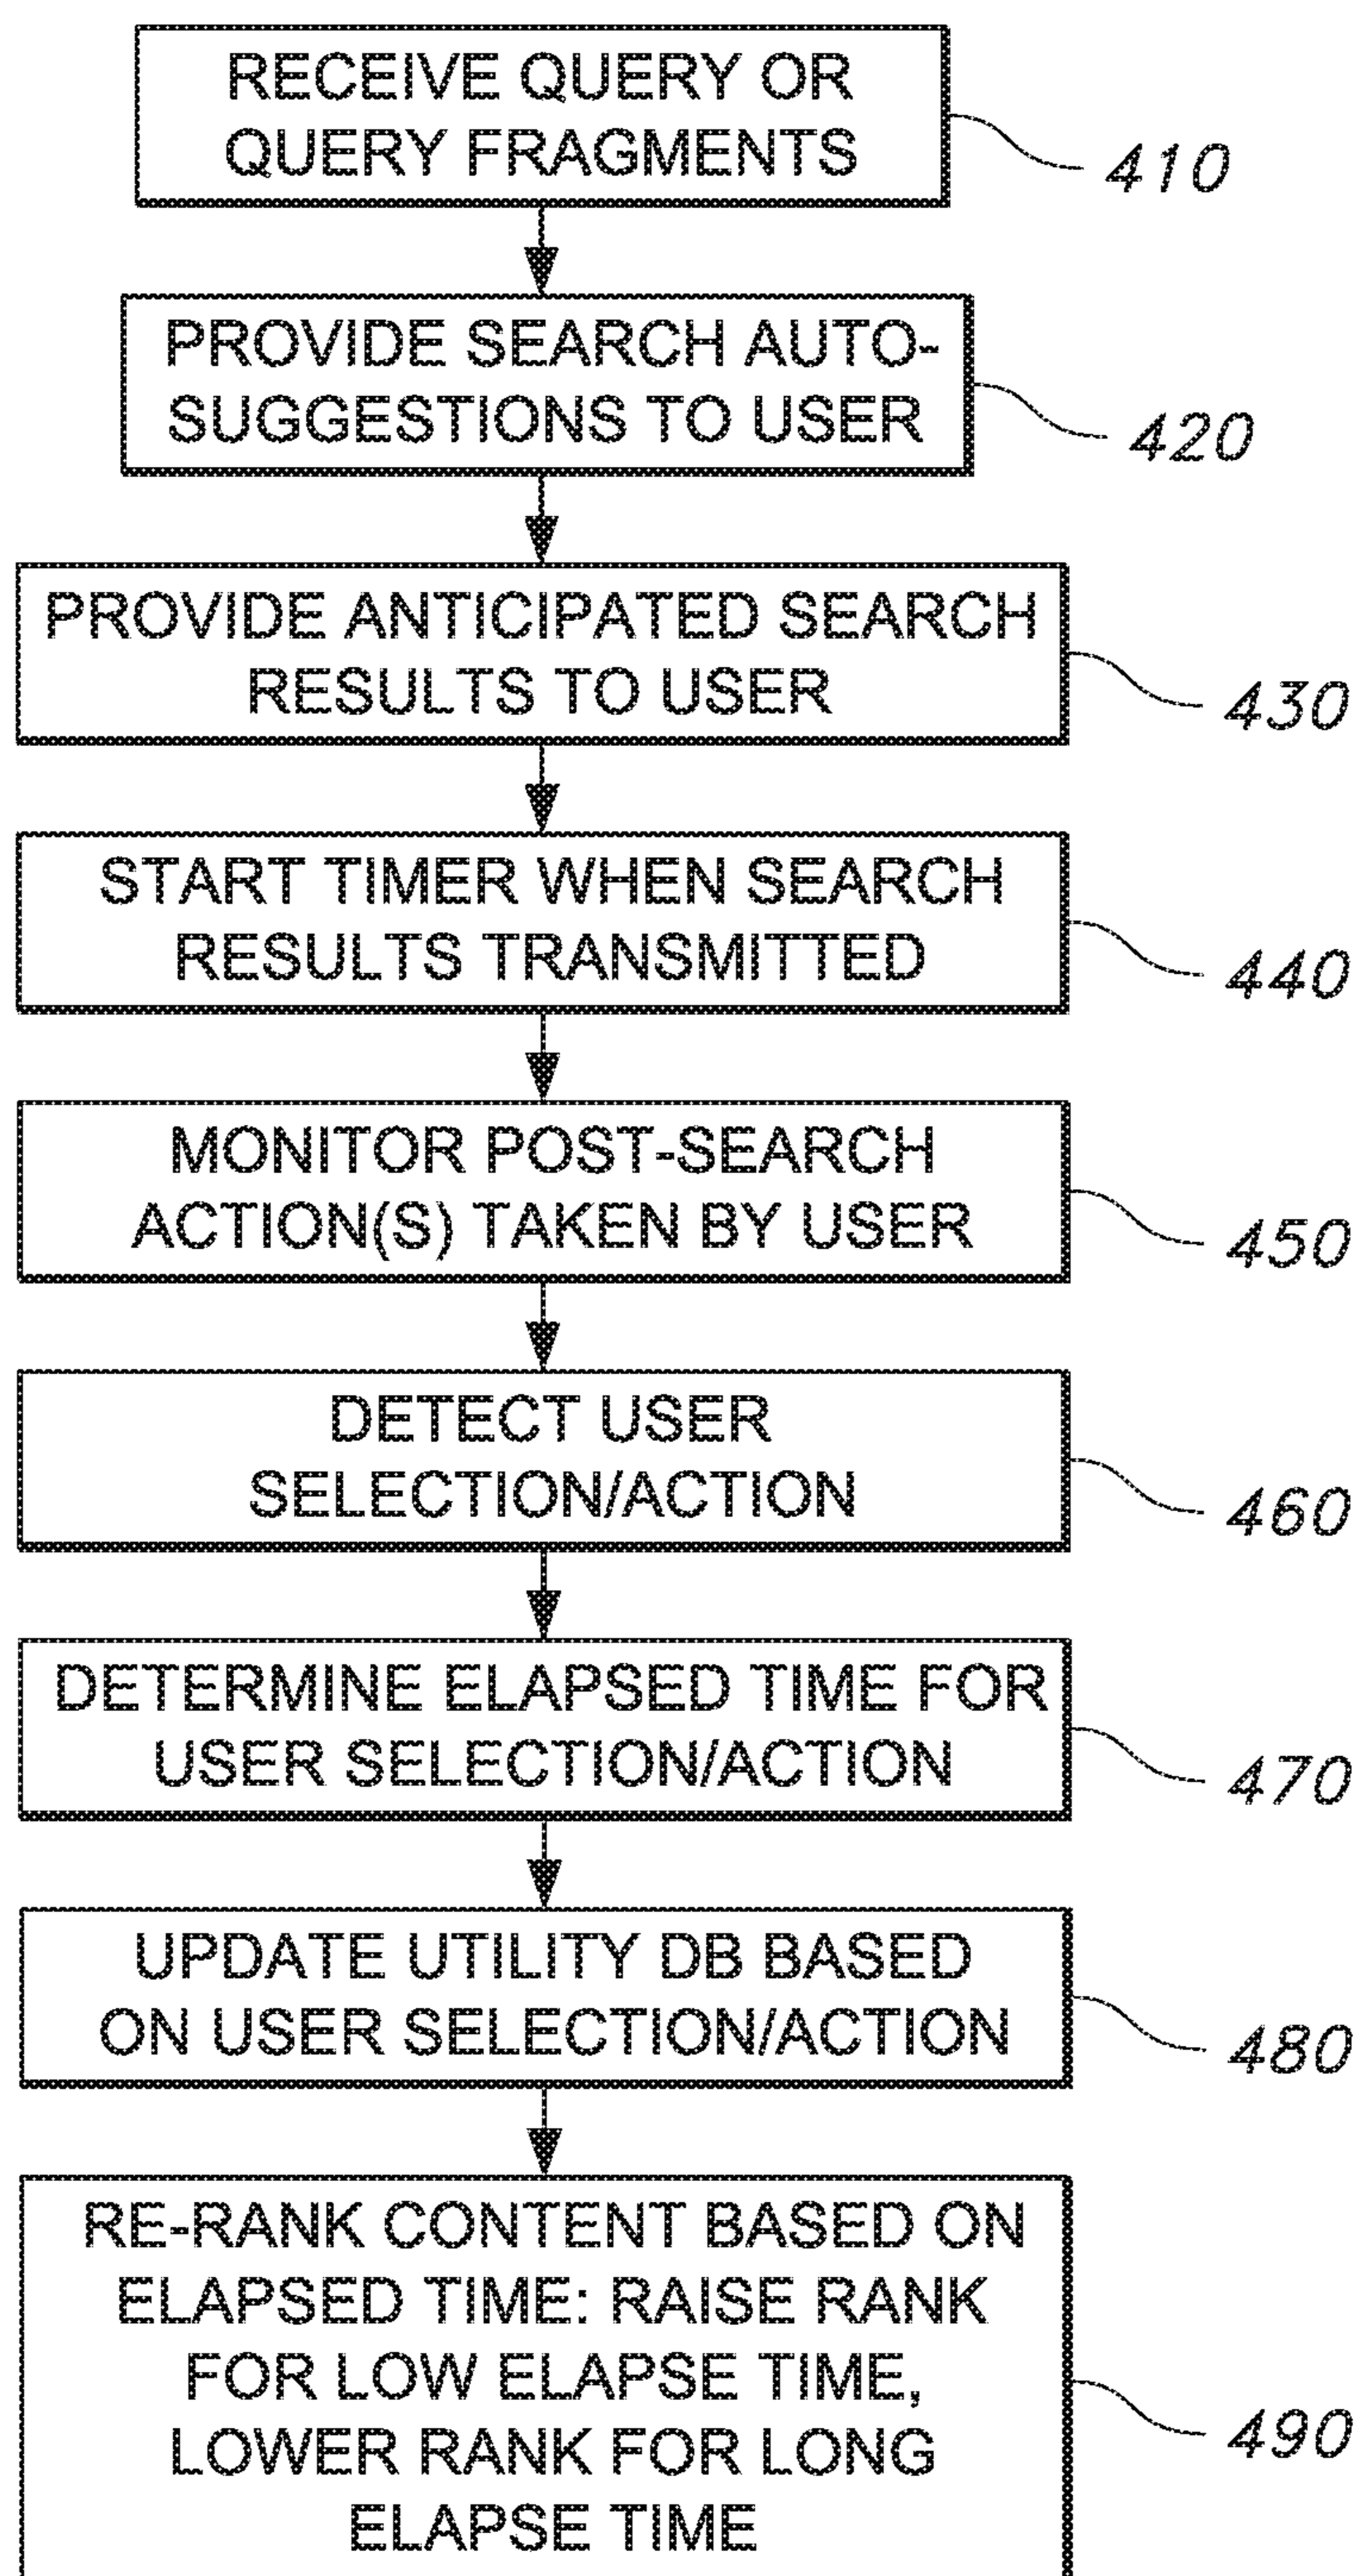 RECEIVE QUERY OR
QUERY FRAGMENTS
410
PROVIDE SEARCH AUTO-
SUGGESTIONS TO USER
420
PROVIDE ANTICIPATED SEARCH
RESULTS TO USER
430
START TIMER WHEN SEARCH
RESULTS TRANSMITTED
440
MONITOR POST-SEARCH
ACTION(S) TAKEN BY USER
450
DETECT USER
SELECTION/ACTION
460
DETERMINE ELAPSED TIME FOR
USER SELECTION/ACTION
470
UPDATE UTILITY DB BASED
ON USER SELECTION/ACTION
480
RE-RANK CONTENT BASED ON
ELAPSED TIME: RAISE RANK
FOR LOW ELAPSE TIME,
LOWER RANK FOR LONG
ELAPSE TIME
490